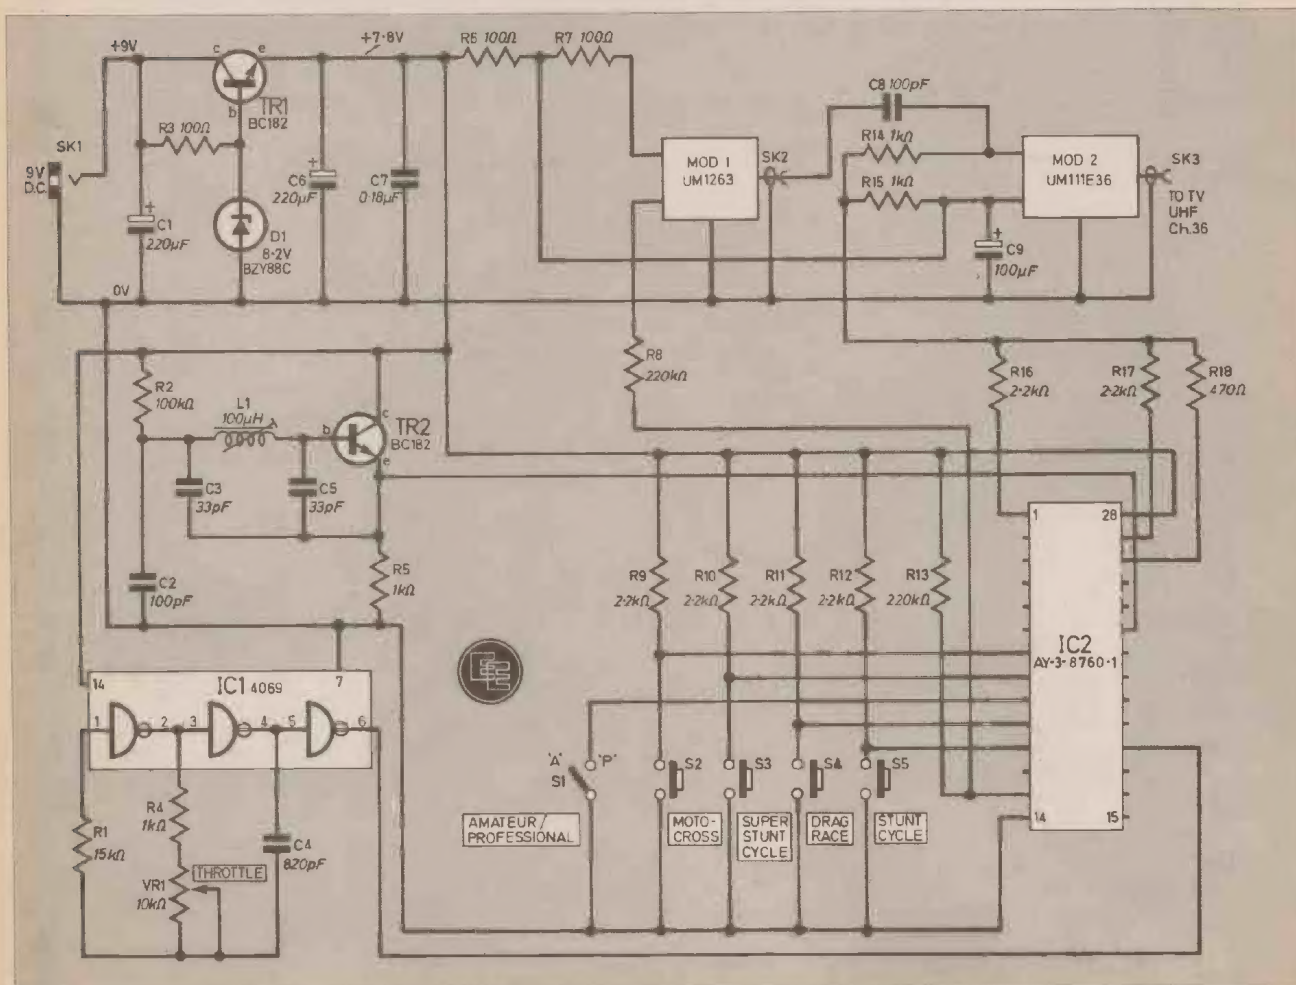 +9V
c
e
b
TR1
BC182
+7·8V
R6 100Ω
R7 100Ω
SK1
9V
D.C.
R3 100Ω
C1
220µF
D1
8·2V
BZY88C
C6
220µF
C7
0·18µF
0V
MOD 1
UM1263
SK2
C8 100pF
R14 1kΩ
R15 1kΩ
MOD 2
UM111E36
SK3
TO TV
UHF
Ch.36
C9
100µF
R2
100kΩ
L1
100µH
b
c
e
TR2
BC182
C3
33pF
C5
33pF
C2
100pF
R5
1kΩ
R8
220kΩ
R16
2·2kΩ
R17
2·2kΩ
R18
470Ω
R9
2·2kΩ
R10
2·2kΩ
R11
2·2kΩ
R12
2·2kΩ
R13
220kΩ
1
28
IC2
AY-3-8760-1
14
15
14
IC1 4069
7
1
2
3
4
5
6
R1
15kΩ
R4
1kΩ
VR1
10kΩ
THROTTLE
C4
820pF
'A'
'P'
S1
AMATEUR/
PROFESSIONAL
S2
MOTO-
CROSS
S3
SUPER
STUNT
CYCLE
S4
DRAG
RACE
S5
STUNT
CYCLE